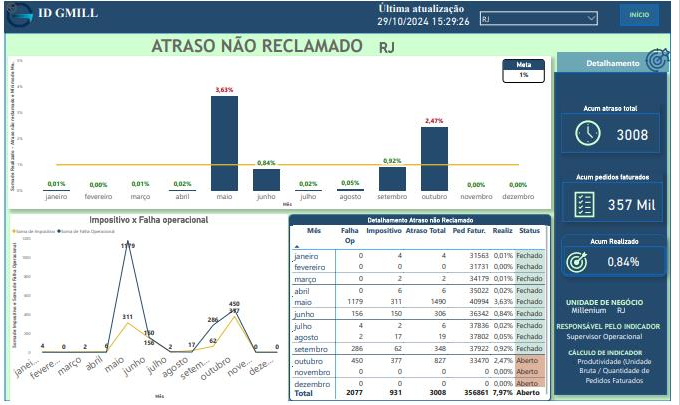 ID GMILL
Última atualização
29/10/2024 15:29:26
RJ
INÍCIO
ATRASO NÃO RECLAMADO RJ
Meta
1%
5%
4%
3%
2%
1%
0%
0,01%
0,00%
0,01%
0,02%
3,63%
0,84%
0,02%
0,05%
0,92%
2,47%
0,00%
0,00%
janeiro fevereiro março abril maio junho julho agosto setembro outubro novembro dezembro
Mês
Detalhamento
Acum atraso total
3008
Acum pedidos faturados
357 Mil
Acum Realizado
0,84%
UNIDADE DE NEGÓCIO
Millenium RJ
RESPONSÁVEL PELO INDICADOR
Supervisor Operacional
CÁLCULO DE INDICADOR
Produtividade (Unidade
Bruta / Quantidade de
Pedidos Faturados
Impositivo x Falha operacional
Soma de Impositivo Soma de Falha Operacional
Soma de Impositivo e Soma de Falha Operacional
4 0 2 0 311 1179 150 156 2 17 286 62 450 377 0 0
janei... fevere... março abril maio junho julho agosto setem... outubro nove... deze...
Mês
Detalhamento Atraso não Reclamado
Mês Falha Op Impositivo Atraso Total Ped Fatur. Realiz Status
janeiro 0 4 4 31563 0,01% Fechado
fevereiro 0 0 0 31731 0,00% Fechado
março 0 2 2 34179 0,01% Fechado
abril 0 6 6 35022 0,02% Fechado
maio 1179 311 1490 40994 3,63% Fechado
junho 156 150 306 36342 0,84% Fechado
julho 4 2 6 37836 0,02% Fechado
agosto 2 17 19 37802 0,05% Fechado
setembro 286 62 348 37922 0,92% Fechado
outubro 450 377 827 33470 2,47% Aberto
novembro 0 0 0 0 0,00% Aberto
dezembro 0 0 0 0 0,00% Aberto
Total 2077 931 3008 356861 7,97% Aberto